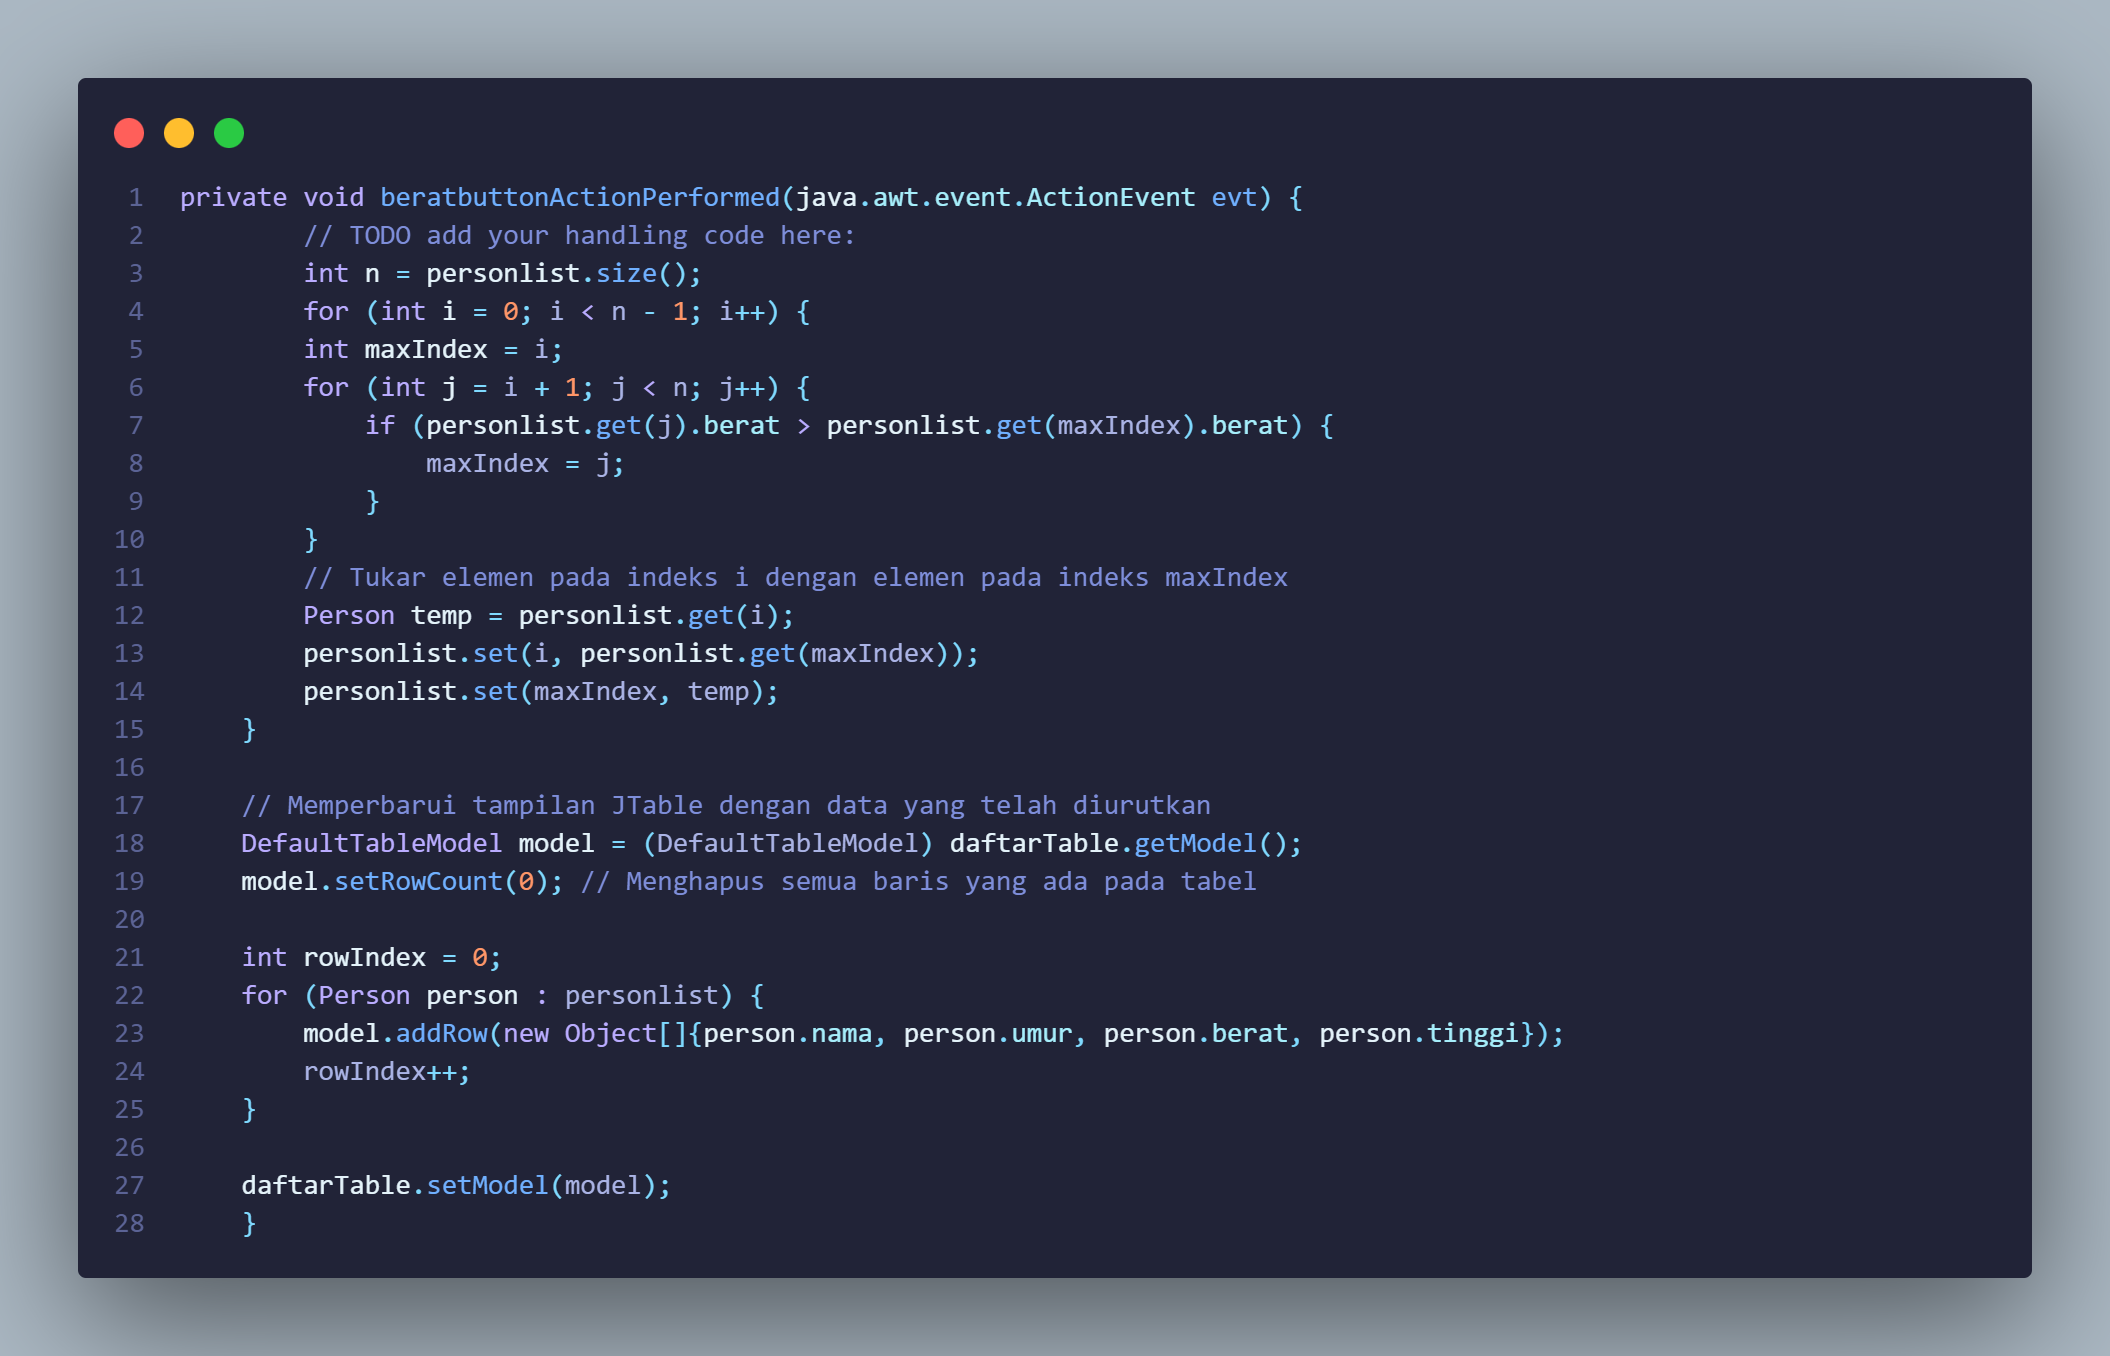 1 private void beratbuttonActionPerformed(java.awt.event.ActionEvent evt) {
2         // TODO add your handling code here:
3         int n = personlist.size();
4         for (int i = 0; i < n - 1; i++) {
5         int maxIndex = i;
6         for (int j = i + 1; j < n; j++) {
7             if (personlist.get(j).berat > personlist.get(maxIndex).berat) {
8                 maxIndex = j;
9             }
10         }
11         // Tukar elemen pada indeks i dengan elemen pada indeks maxIndex
12         Person temp = personlist.get(i);
13         personlist.set(i, personlist.get(maxIndex));
14         personlist.set(maxIndex, temp);
15     }
16
17     // Memperbarui tampilan JTable dengan data yang telah diurutkan
18     DefaultTableModel model = (DefaultTableModel) daftarTable.getModel();
19     model.setRowCount(0); // Menghapus semua baris yang ada pada tabel
20
21     int rowIndex = 0;
22     for (Person person : personlist) {
23         model.addRow(new Object[]{person.nama, person.umur, person.berat, person.tinggi});
24         rowIndex++;
25     }
26
27     daftarTable.setModel(model);
28     }